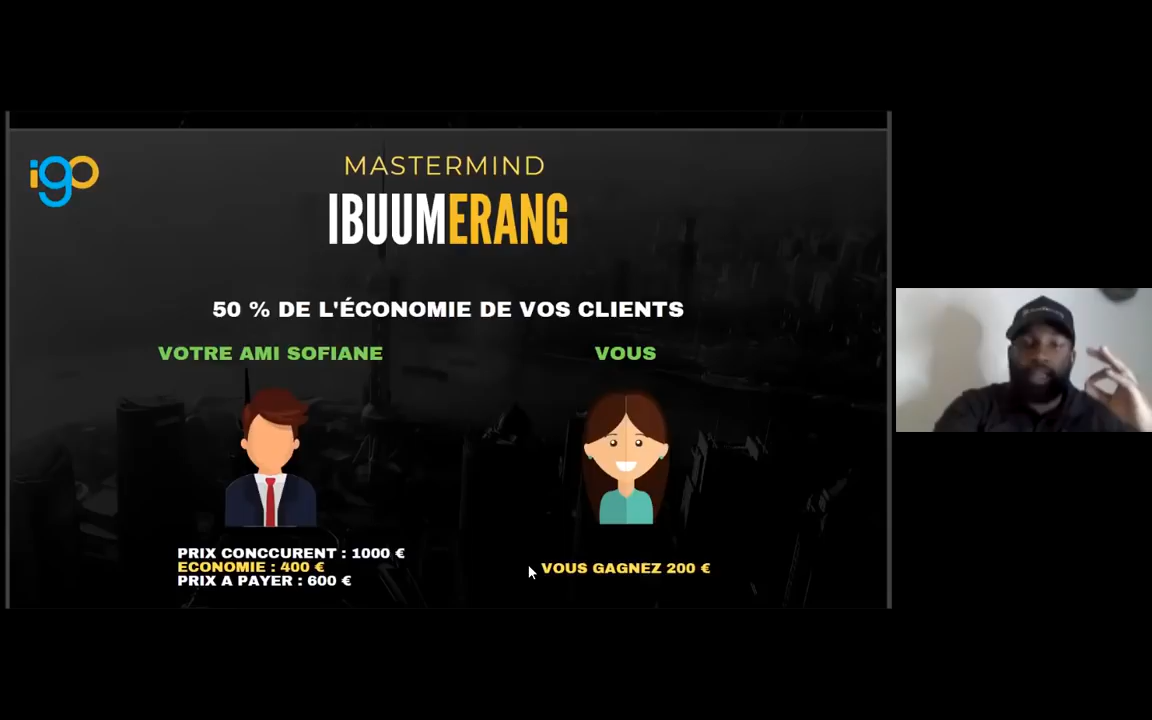 igo
MASTERMIND
IBUUMERANG
50 % DE L'ÉCONOMIE DE VOS CLIENTS
VOTRE AMI SOFIANE
VOUS
PRIX CONCCURENT : 1000 €
ECONOMIE : 400 €
PRIX A PAYER : 600 €
VOUS GAGNEZ 200 €